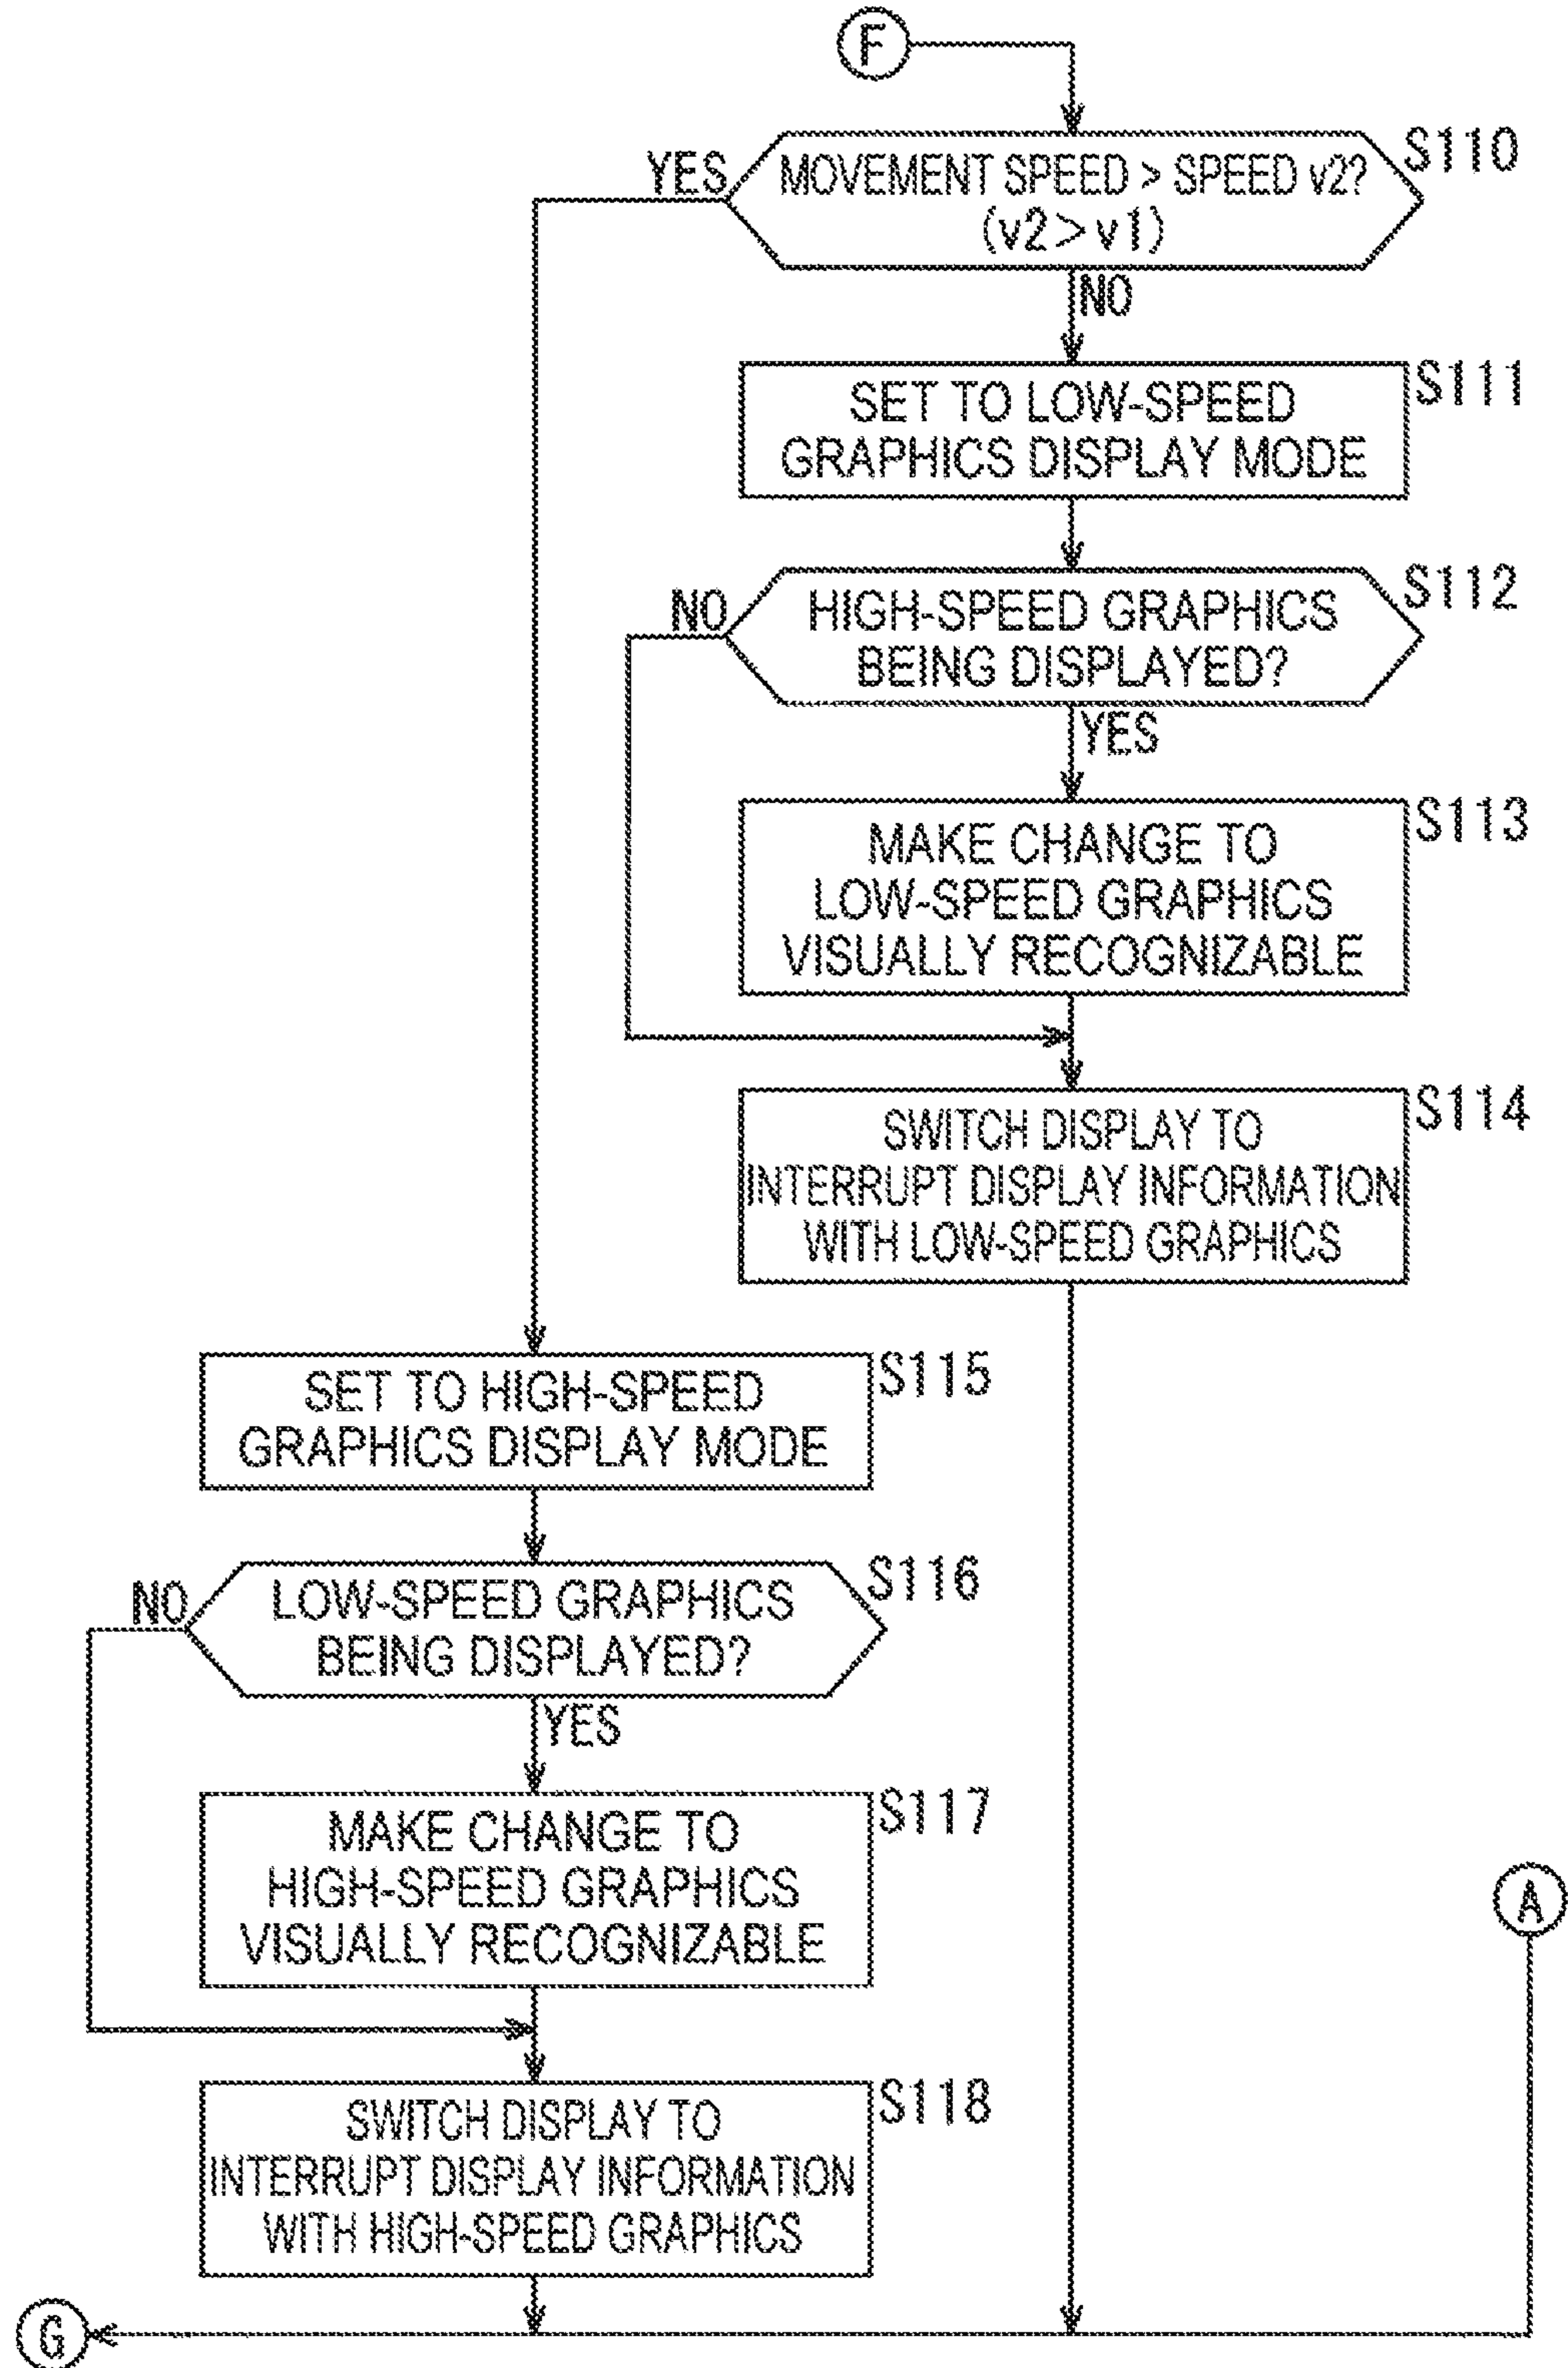 F
S110
YES
MOVEMENT SPEED > SPEED v2?
(v2>v1)
NO
S111
SET TO LOW-SPEED
GRAPHICS DISPLAY MODE
S112
NO
HIGH-SPEED GRAPHICS
BEING DISPLAYED?
YES
S113
MAKE CHANGE TO
LOW-SPEED GRAPHICS
VISUALLY RECOGNIZABLE
S114
SWITCH DISPLAY TO
INTERRUPT DISPLAY INFORMATION
WITH LOW-SPEED GRAPHICS
S115
SET TO HIGH-SPEED
GRAPHICS DISPLAY MODE
S116
NO
LOW-SPEED GRAPHICS
BEING DISPLAYED?
YES
S117
MAKE CHANGE TO
HIGH-SPEED GRAPHICS
VISUALLY RECOGNIZABLE
A
S118
SWITCH DISPLAY TO
INTERRUPT DISPLAY INFORMATION
WITH HIGH-SPEED GRAPHICS
G